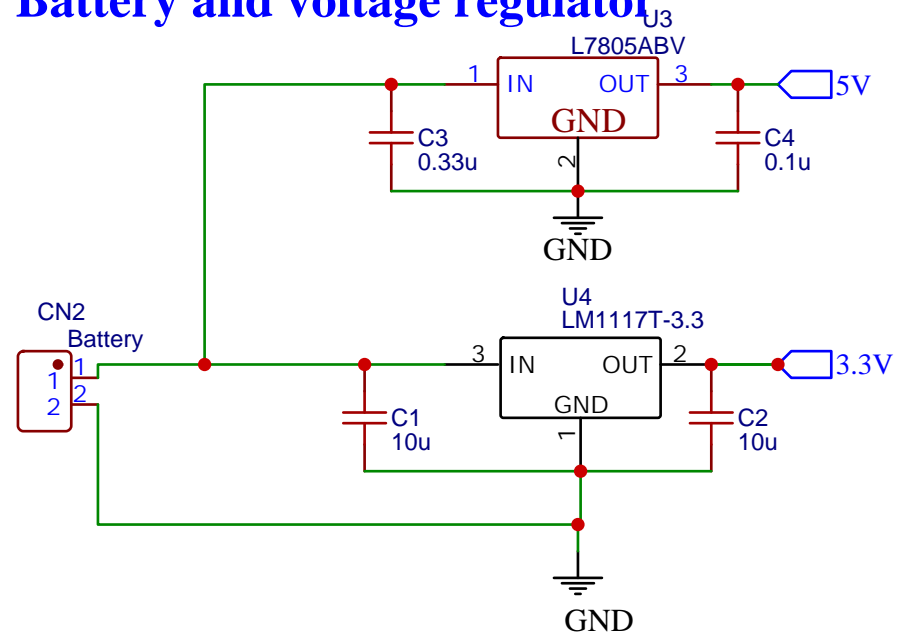 Battery and voltage regulator
U3
L7805ABV
1 IN OUT 3
5V
GND
C3
0.33u
C4
0.1u
2
GND
CN2
Battery
1
2
1
2
U4
LM1117T-3.3
3 IN OUT 2
3.3V
GND
C1
10u
C2
10u
1
GND